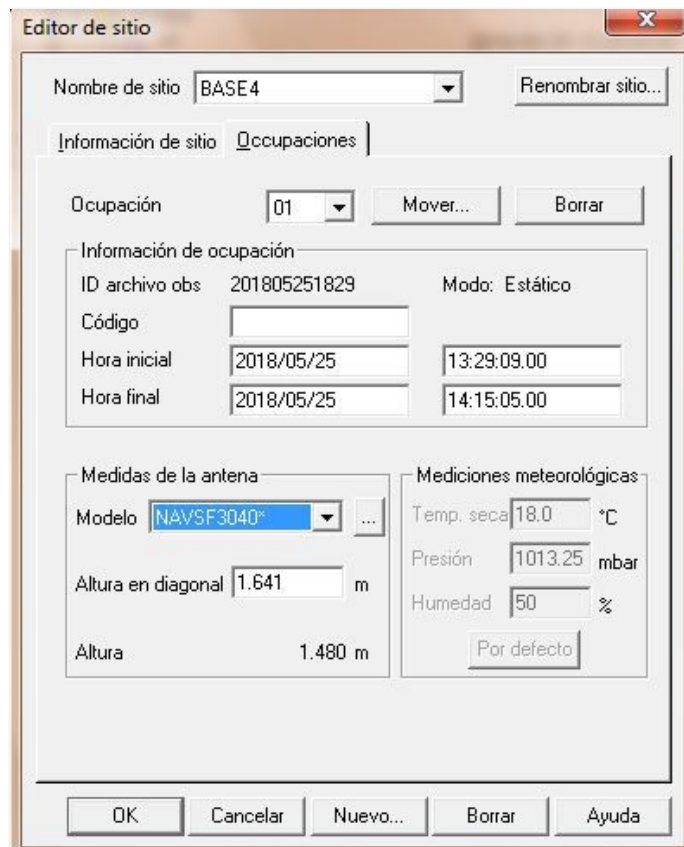 Editor de sitio
Nombre de sitio BASE4 Renombrar sitio...
Información de sitio Occupaciones
Ocupación 01 Mover... Borrar
Información de ocupación
ID archivo obs 201805251829 Modo: Estático
Código
Hora inicial 2018/05/25 13:29:09.00
Hora final 2018/05/25 14:15:05.00
Medidas de la antena Mediciones meteorológicas
Modelo NAVSF3040* ... Temp. seca 18.0 °C
Presión 1013.25 mbar
Altura en diagonal 1.641 m
Humedad 50 %
Altura 1.480 m Por defecto
OK Cancelar Nuevo... Borrar Ayuda